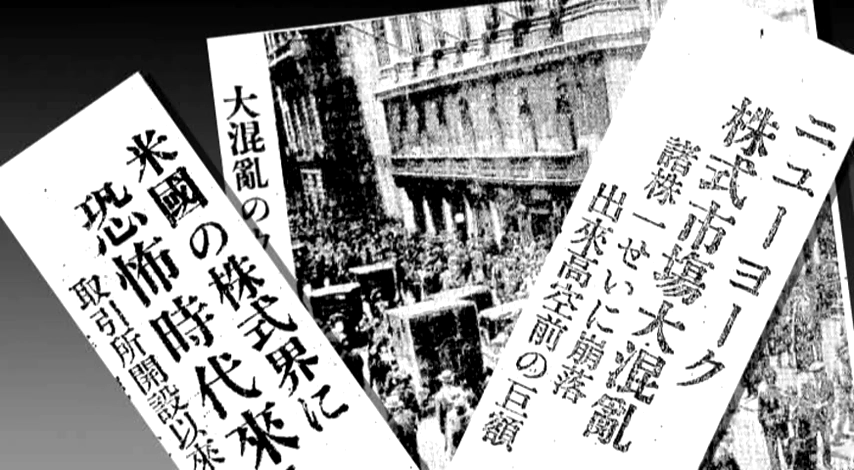 ニューヨーク
株式市場大混亂
諸株一せいに崩落
出來高空前の巨額
大混亂の
米國の株式界に
恐怖時代來
取引所開設以來